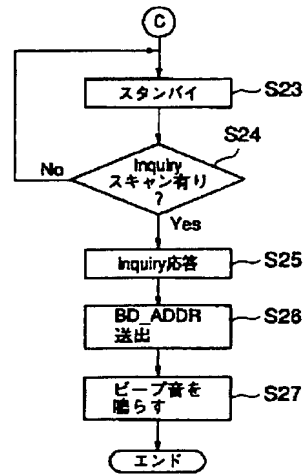 C
スタンバイ
S23
S24
Inquiry
スキャン有り
?
No
Yes
Inquiry応答
S25
BD_ADDR
送出
S26
ビープ音を
鳴らす
S27
エンド